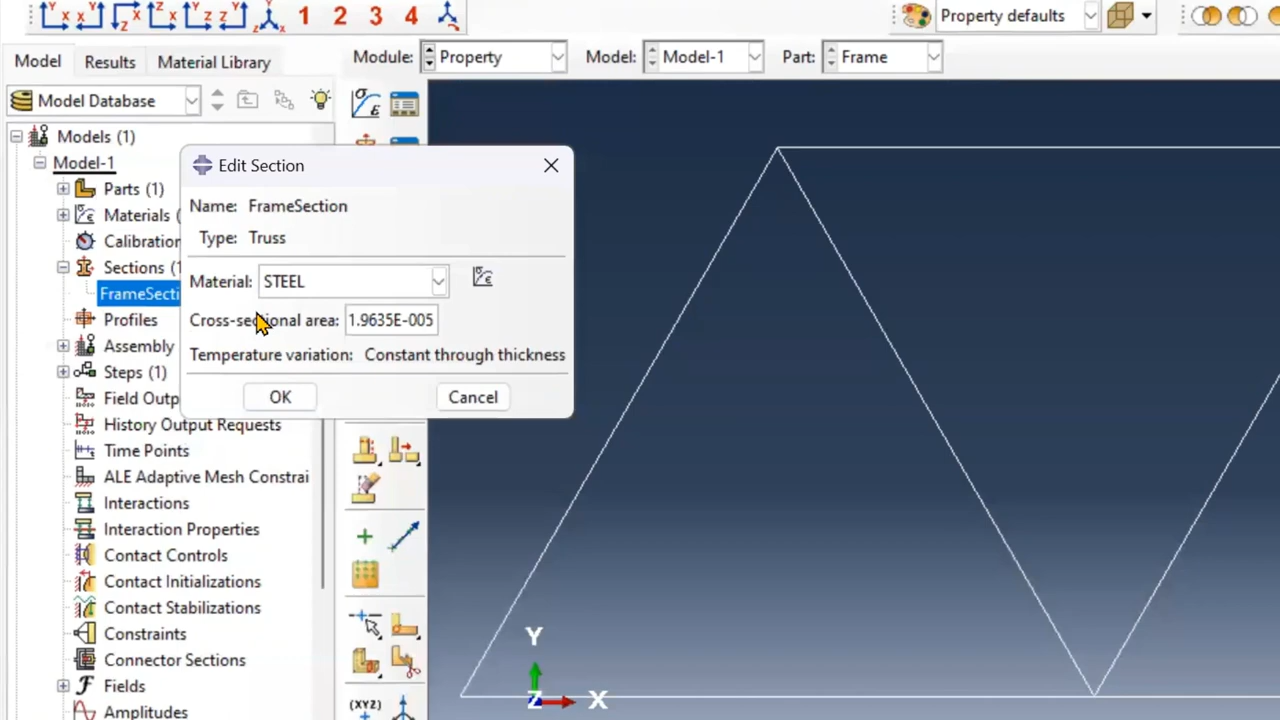 1 2 3 4 Property defaults
Model Results Material Library Module: Property Model: Model-1 Part: Frame
Model Database
Models (1)
Model-1
Parts (1)
Materials (
Calibration
Sections (1
FrameSecti
Profiles
Assembly
Steps (1)
Field Outp
History Output Requests
Time Points
ALE Adaptive Mesh Constrai
Interactions
Interaction Properties
Contact Controls
Contact Initializations
Contact Stabilizations
Constraints
Connector Sections
Fields
Amplitudes
Edit Section
Name: FrameSection
Type: Truss
Material: STEEL
Cross-sectional area: 1.9635E-005
Temperature variation: Constant through thickness
OK Cancel
(XYZ)
Y
Z X